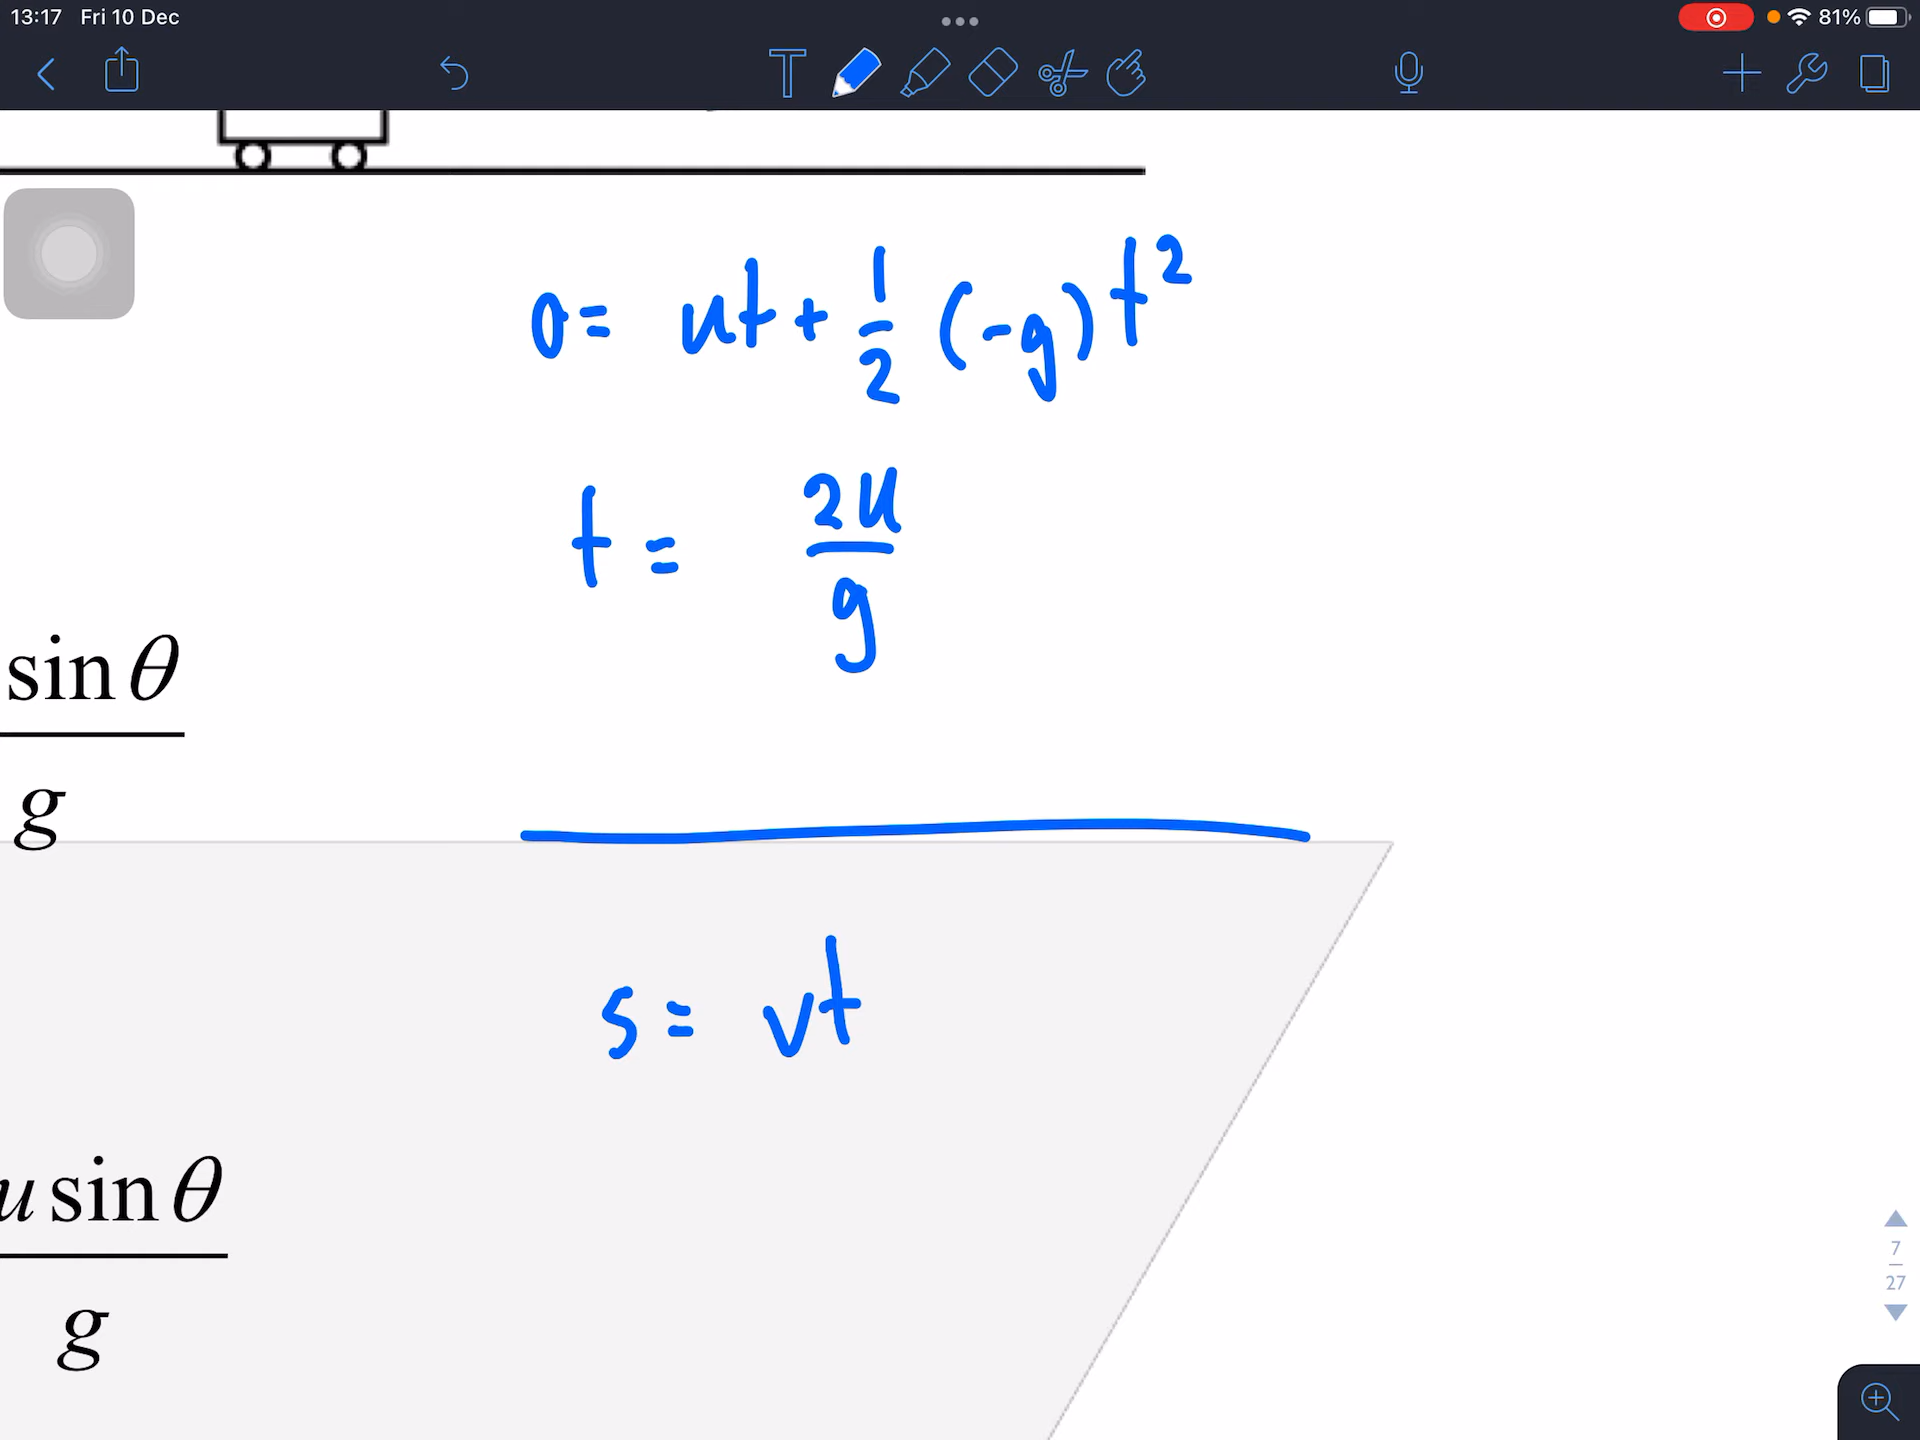 13:17 Fri 10 Dec
81%
T
0 = ut + 1/2 (-g) t²
t = 2u/g
sin θ
g
s = vt
u sin θ
g
7
27